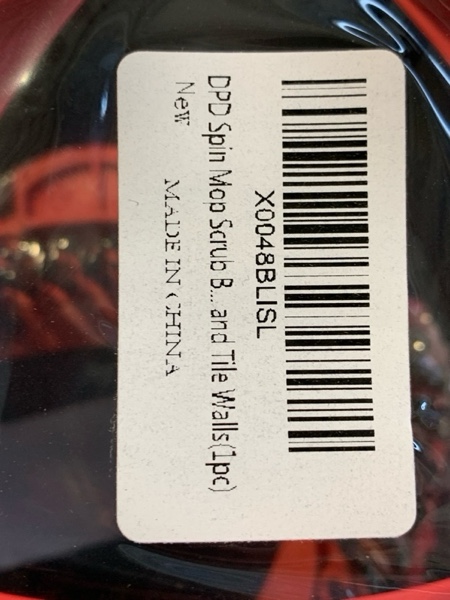 X0048BLISL
DPD Spin Mop Scrub B... and Tile Walls(1pc)
New
MADE IN CHINA